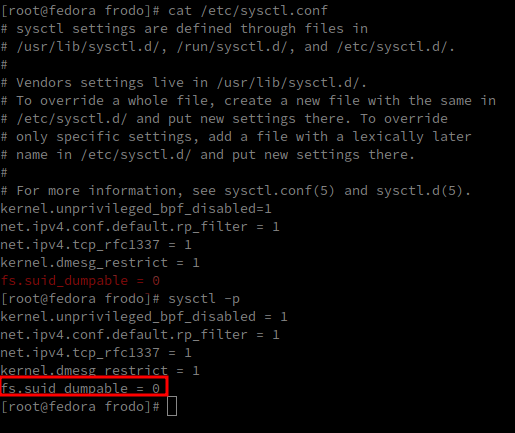 [root@fedora frodo]# cat /etc/sysctl.conf
# sysctl settings are defined through files in
# /usr/lib/sysctl.d/, /run/sysctl.d/, and /etc/sysctl.d/.
#
# Vendors settings live in /usr/lib/sysctl.d/.
# To override a whole file, create a new file with the same in
# /etc/sysctl.d/ and put new settings there. To override
# only specific settings, add a file with a lexically later
# name in /etc/sysctl.d/ and put new settings there.
#
# For more information, see sysctl.conf(5) and sysctl.d(5).
kernel.unprivileged_bpf_disabled=1
net.ipv4.conf.default.rp_filter = 1
net.ipv4.tcp_rfc1337 = 1
kernel.dmesg_restrict = 1
fs.suid_dumpable = 0
[root@fedora frodo]# sysctl -p
kernel.unprivileged_bpf_disabled = 1
net.ipv4.conf.default.rp_filter = 1
net.ipv4.tcp_rfc1337 = 1
kernel.dmesg_restrict = 1
fs.suid_dumpable = 0
[root@fedora frodo]#